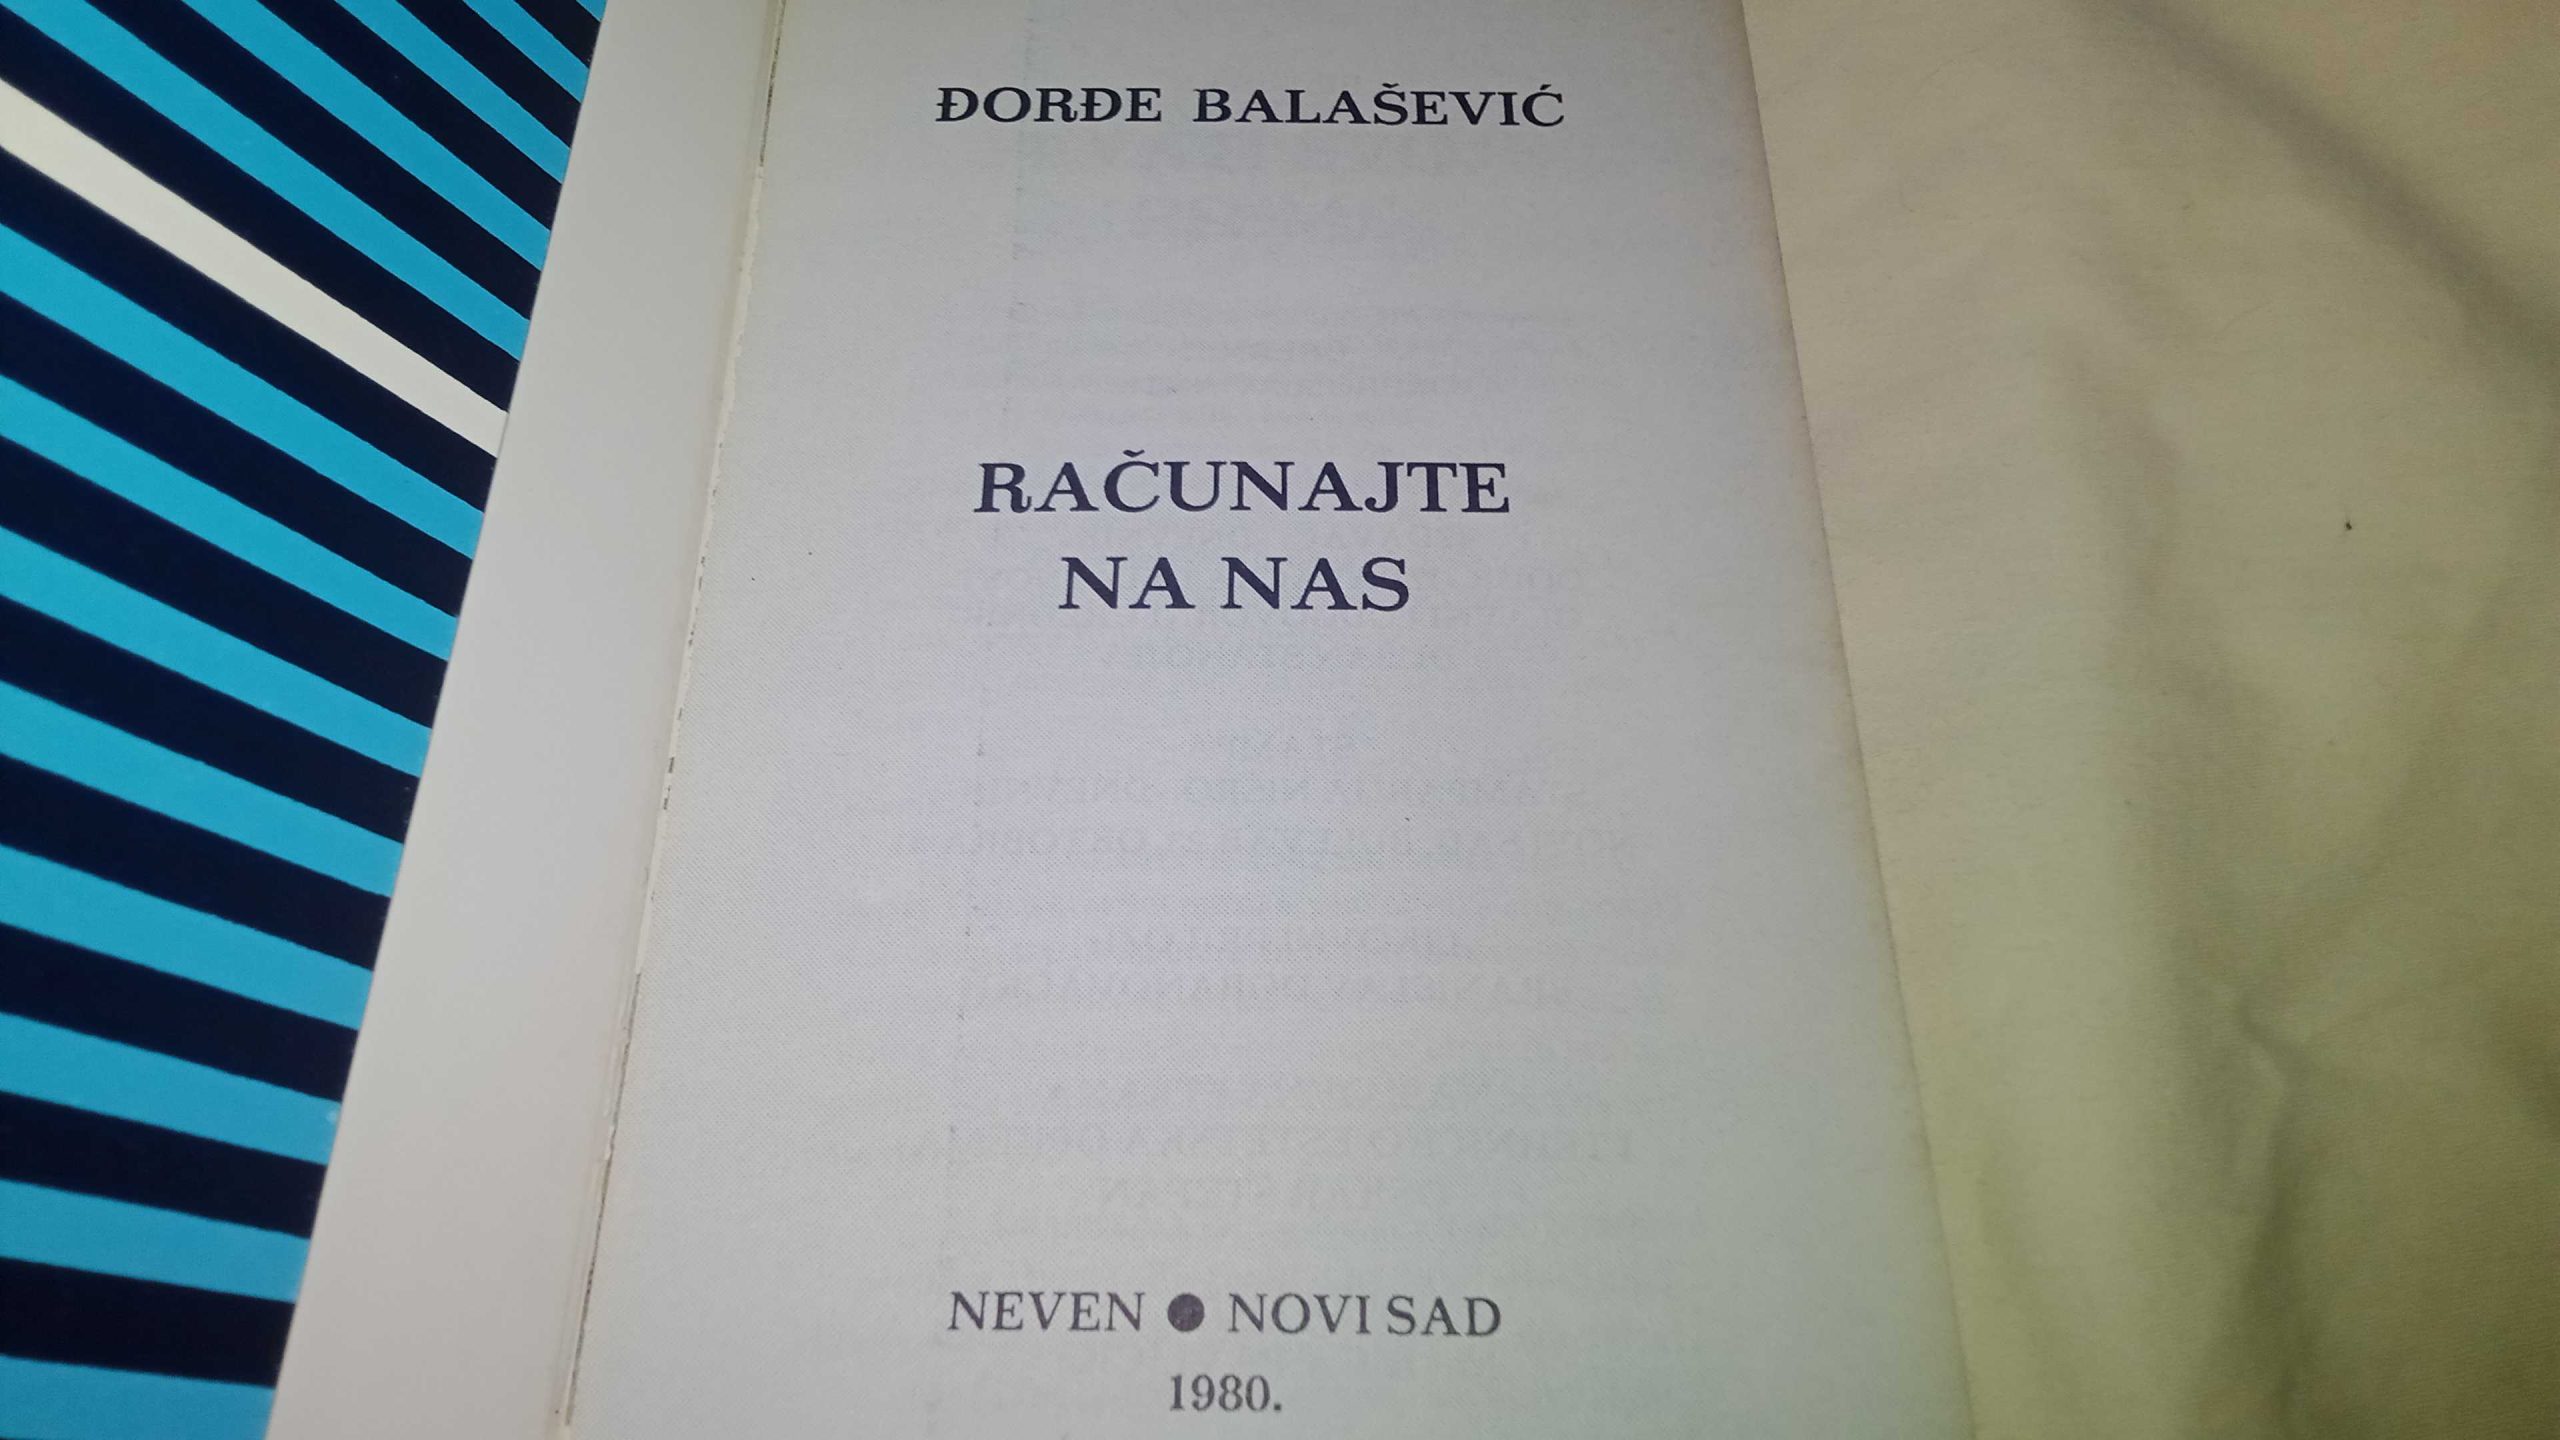 ĐORĐE BALAŠEVIĆ
RAČUNAJTE
NA NAS
NEVEN ● NOVI SAD
1980.